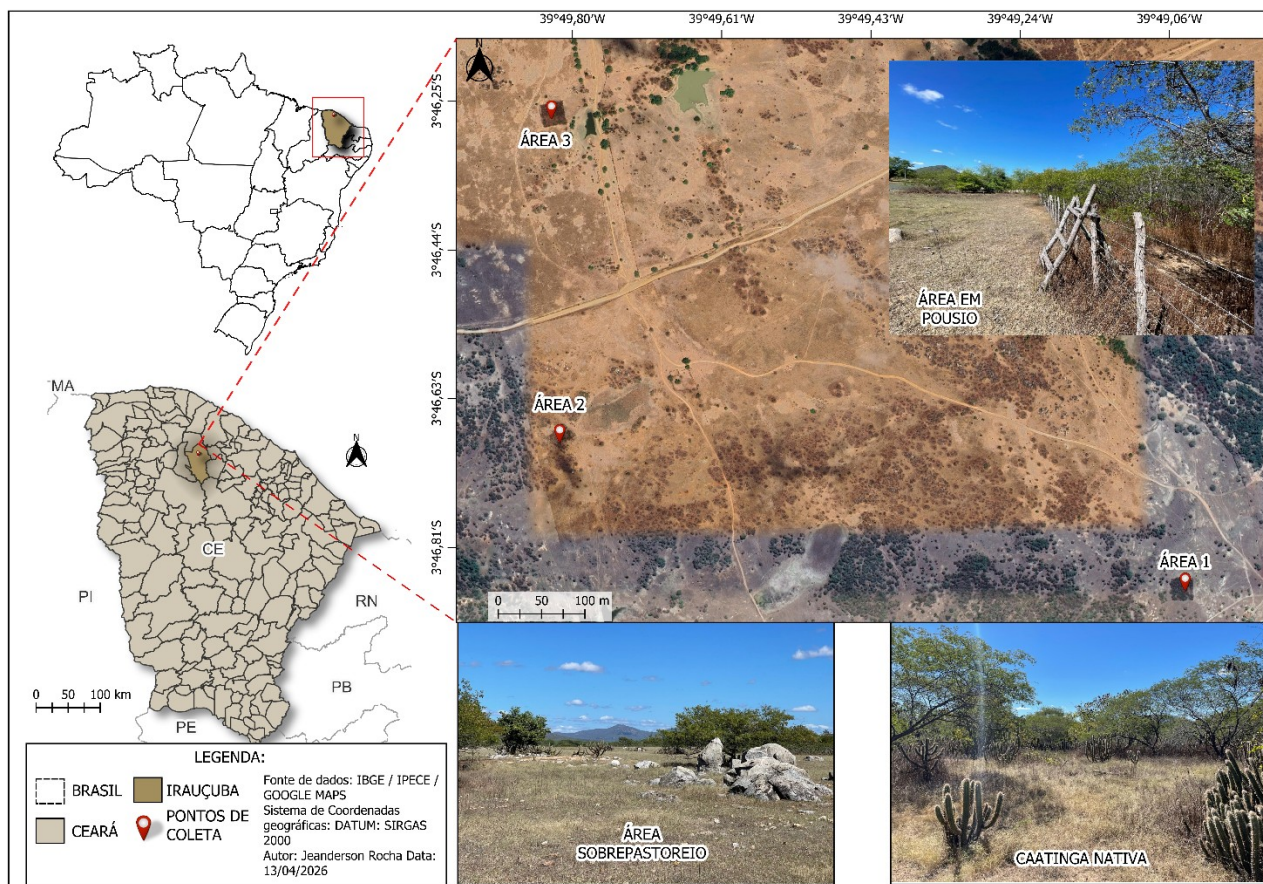 39°49,80'W
39°49,61'W
39°49,43'W
39°49,24'W
39°49,06'W
3°46,25'S
3°46,44'S
3°46,63'S
3°46,81'S
N
ÁREA 3
ÁREA EM
POUSIO
ÁREA 2
ÁREA 1
0 50 100 m
MA
N
CE
PI
RN
PB
PE
0 50 100 km
ÁREA
SOBREPASTOREIO
CAATINGA NATIVA
LEGENDA:
BRASIL
IRAUÇUBA
CEARÁ
PONTOS DE
COLETA
Fonte de dados: IBGE / IPECE /
GOOGLE MAPS
Sistema de Coordenadas
geográficas: DATUM: SIRGAS
2000
Autor: Jeanderson Rocha Data:
13/04/2026